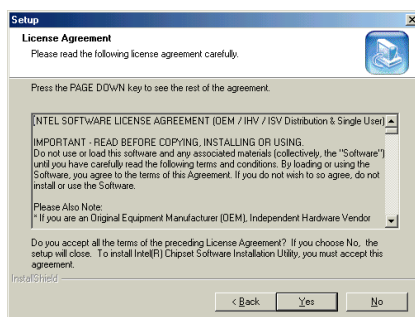 Setup
License Agreement
Please read the following license agreement carefully.
Press the PAGE DOWN key to see the rest of the agreement.
INTEL SOFTWARE LICENSE AGREEMENT (OEM / IHV / ISV Distribution & Single User)
IMPORTANT - READ BEFORE COPYING, INSTALLING OR USING.
Do not use or load this software and any associated materials (collectively, the "Software")
until you have carefully read the following terms and conditions. By loading or using the
Software, you agree to the terms of this Agreement. If you do not wish to so agree, do not
install or use the Software.
Please Also Note:
* If you are an Original Equipment Manufacturer (OEM), Independent Hardware Vendor
Do you accept all the terms of the preceding License Agreement? If you choose No, the
setup will close. To install Intel(R) Chipset Software Installation Utility, you must accept this
agreement.
InstallShield
< Back Yes No